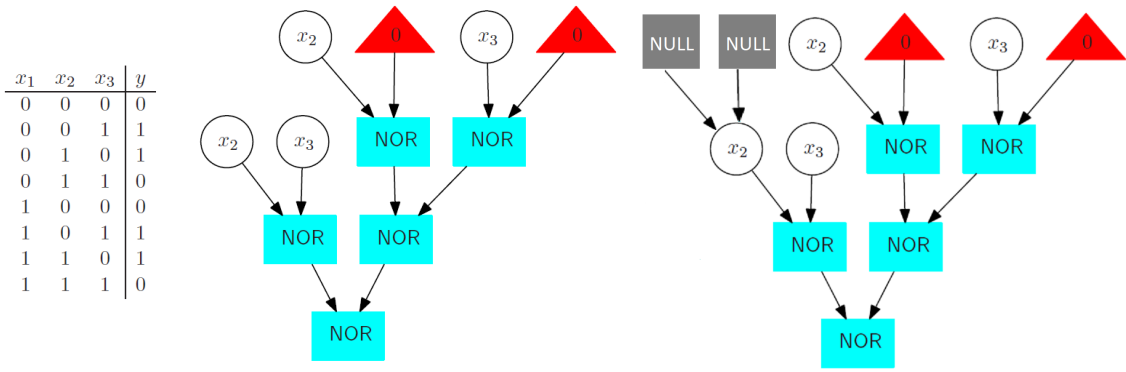 x₁ x₂ x₃ y
0 0 0 0
0 0 1 1
0 1 0 1
0 1 1 0
1 0 0 0
1 0 1 1
1 1 0 1
1 1 1 0
x₂ 0 x₃ 0
x₂ x₃ NOR NOR
NOR NOR
NOR
NULL NULL x₂ 0 x₃ 0
x₂ x₃ NOR NOR
NOR NOR
NOR